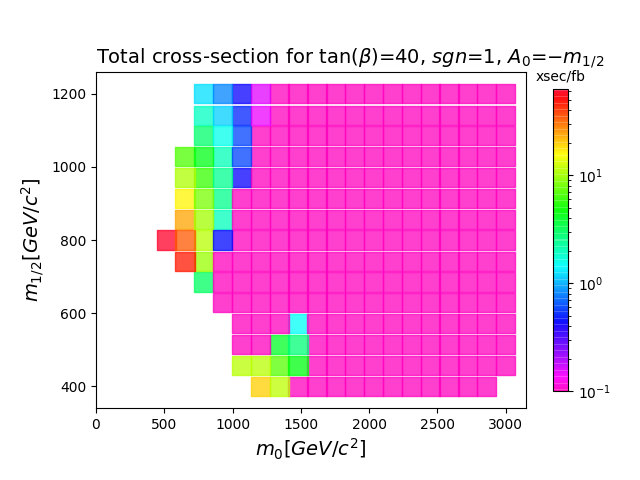 Total cross-section for tan(β)=40, sgn=1, A₀=−m₁/₂
xsec/fb
1200
1000
800
600
400
m₁/₂[GeV/c²]
10¹
10⁰
10⁻¹
0 500 1000 1500 2000 2500 3000
m₀[GeV/c²]